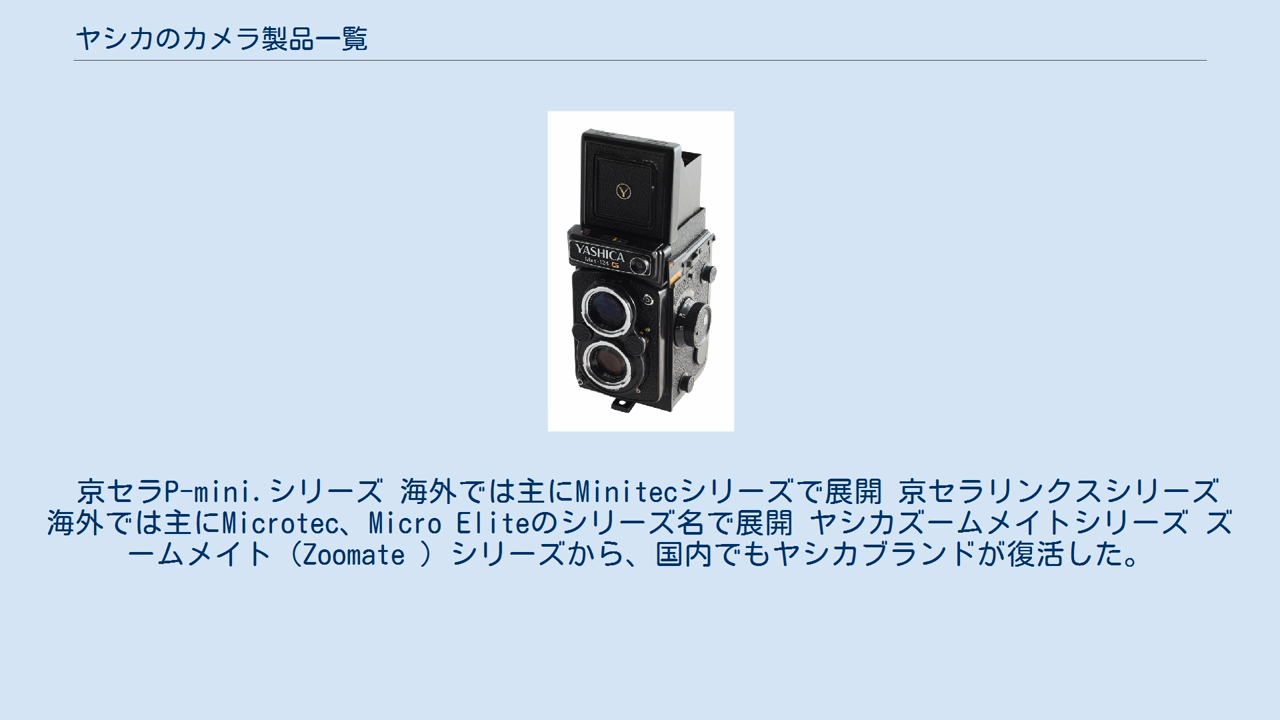 ヤシカのカメラ製品一覧
Y
YASHICA
Mat-124 G
京セラP-mini.シリーズ 海外では主にMinitecシリーズで展開 京セラリンクスシリーズ
海外では主にMicrotec、Micro Eliteのシリーズ名で展開 ヤシカズームメイトシリーズ ズ
ームメイト（Zoomate ）シリーズから、国内でもヤシカブランドが復活した。